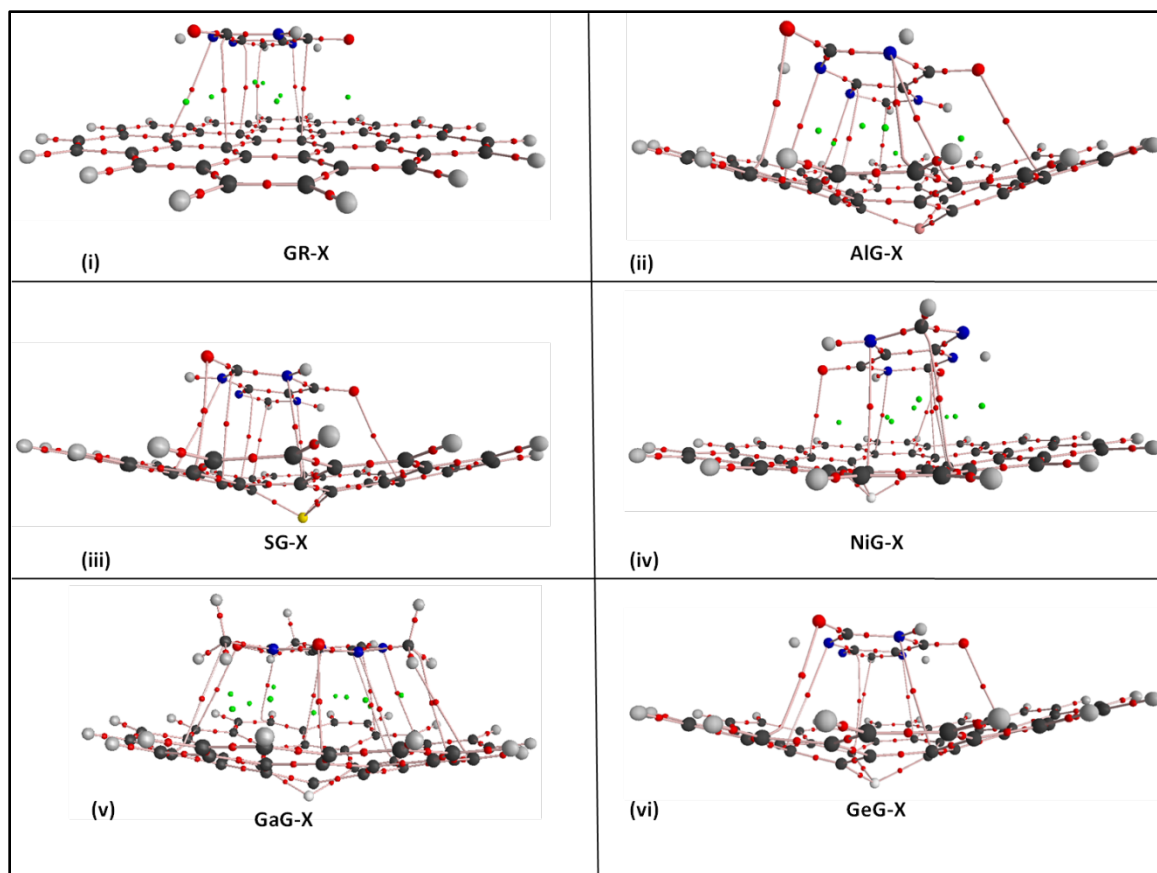 (i)
GR-X
(ii)
AlG-X
(iii)
SG-X
(iv)
NiG-X
(v)
GaG-X
(vi)
GeG-X